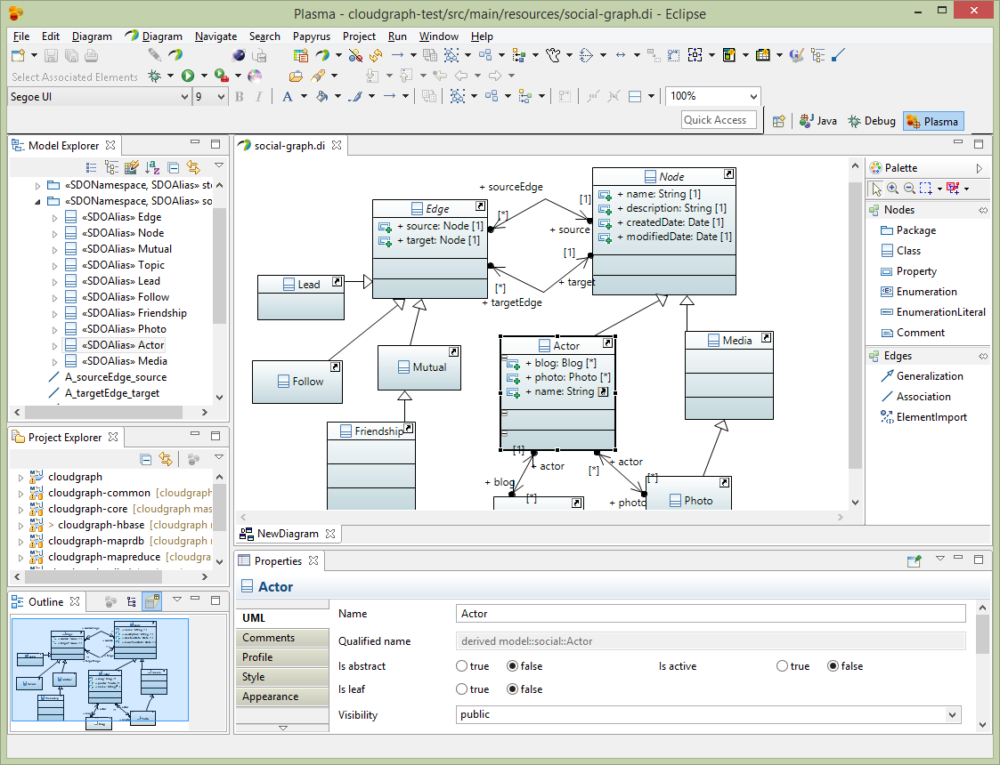 Plasma - cloudgraph-test/src/main/resources/social-graph.di - Eclipse
File Edit Diagram Diagram Navigate Search Papyrus Project Run Window Help
Select Associated Elements
Segoe UI 9 B I A 100%
Quick Access Java Debug Plasma
Model Explorer
«SDONamespace, SDOAlias» st
«SDONamespace, SDOAlias» so
«SDOAlias» Edge
«SDOAlias» Node
«SDOAlias» Mutual
«SDOAlias» Topic
«SDOAlias» Lead
«SDOAlias» Follow
«SDOAlias» Friendship
«SDOAlias» Photo
«SDOAlias» Actor
«SDOAlias» Media
A_sourceEdge_source
A_targetEdge_target
Project Explorer
cloudgraph
cloudgraph-common [cloudgraph
cloudgraph-core [cloudgraph mas
> cloudgraph-hbase [cloudgraph
cloudgraph-maprdb [cloudgraph
cloudgraph-mapreduce [cloudgra
Outline
social-graph.di
Node
+ name: String [1]
+ description: String [1]
+ createdDate: Date [1]
+ modifiedDate: Date [1]
+ sourceEdge
[1]
[*]
+ source
Edge
+ source: Node [1]
+ target: Node [1]
[1]
[*]
+ target
+ targetEdge
Lead
Follow
Mutual
Friendship
Actor
+ blog: Blog [*]
+ photo: Photo [*]
+ name: String
Media
[1]
+ actor
+ blog
[*]
+ actor
[*]
[*]
+ photo
Photo
NewDiagram
Palette
Nodes
Package
Class
Property
Enumeration
EnumerationLiteral
Comment
Edges
Generalization
Association
ElementImport
Properties
Actor
UML
Comments
Profile
Style
Appearance
Name Actor
Qualified name derived model::social::Actor
Is abstract true false Is active true false
Is leaf true false
Visibility public